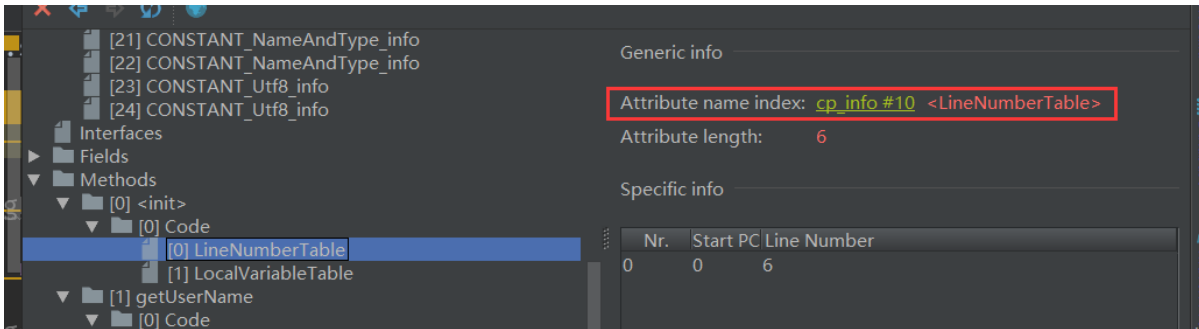 [21] CONSTANT_NameAndType_info
[22] CONSTANT_NameAndType_info
[23] CONSTANT_Utf8_info
[24] CONSTANT_Utf8_info
Interfaces
Fields
Methods
[0] <init>
[0] Code
[0] LineNumberTable
[1] LocalVariableTable
[1] getUserName
[0] Code
Generic info
Attribute name index: cp_info #10 <LineNumberTable>
Attribute length: 6
Specific info
Nr. Start PC Line Number
0 0 6